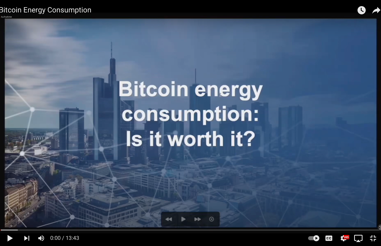 Bitcoin Energy Consumption
Bitcoin energy
consumption:
Is it worth it?
0:00 / 13:43